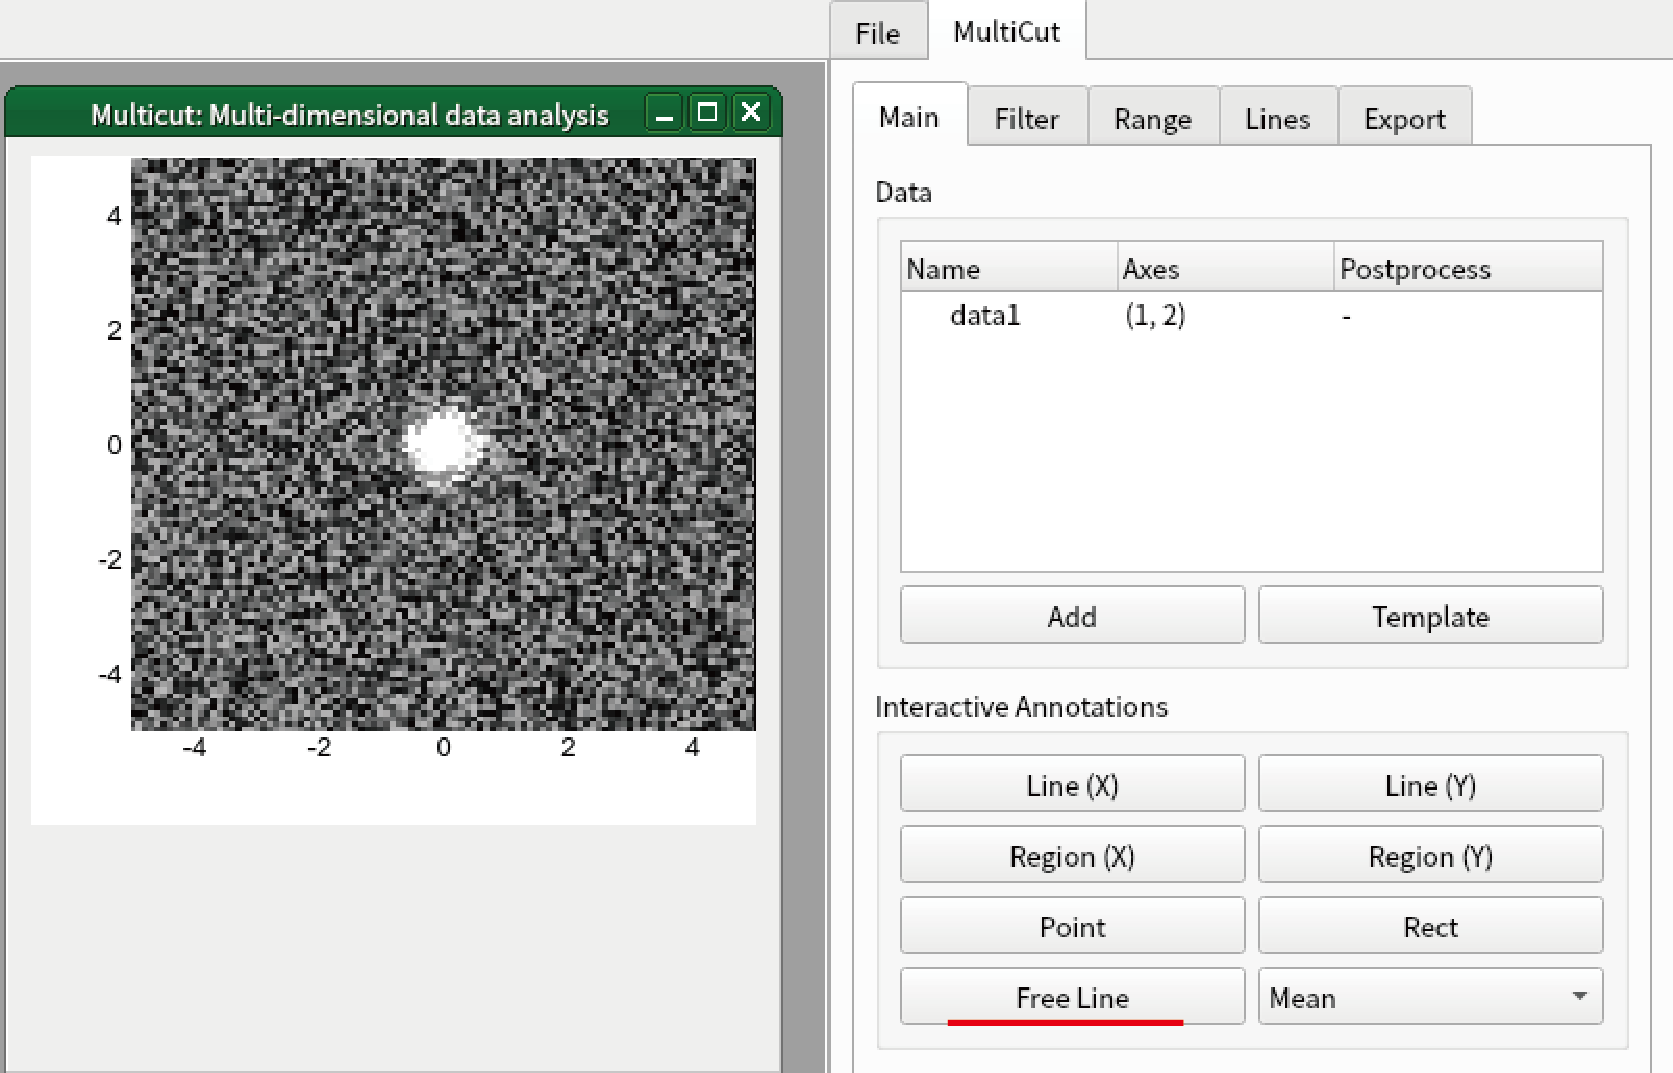 File MultiCut
Multicut: Multi-dimensional data analysis
4
2
0
-2
-4
-4 -2 0 2 4
Main Filter Range Lines Export
Data
Name Axes Postprocess
data1 (1, 2) -
Add Template
Interactive Annotations
Line (X) Line (Y)
Region (X) Region (Y)
Point Rect
Free Line Mean